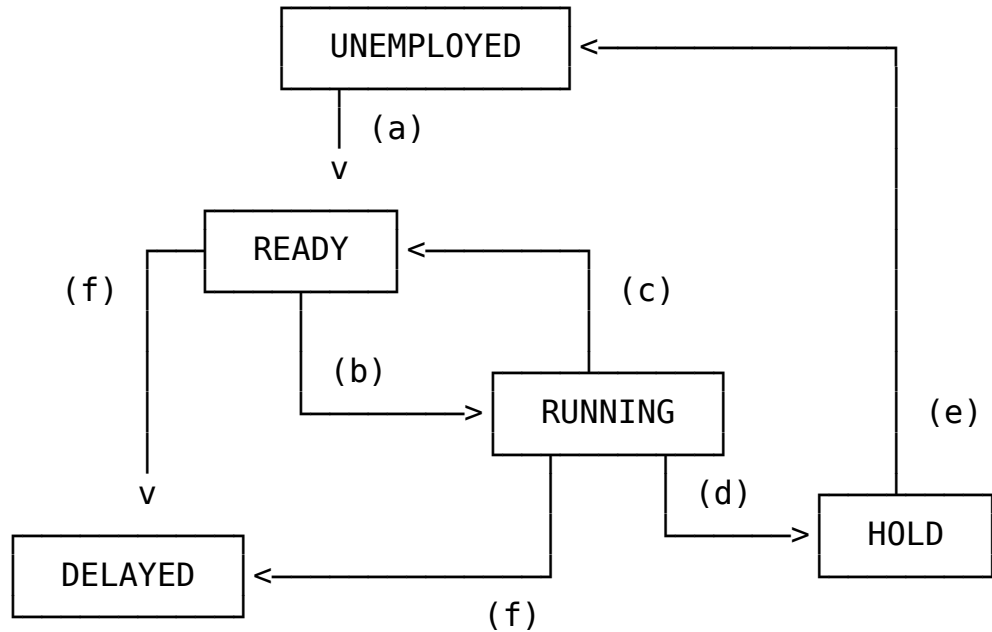 UNEMPLOYED
(a)
READY
(f)
(c)
(b)
RUNNING
(e)
(d)
HOLD
DELAYED
(f)